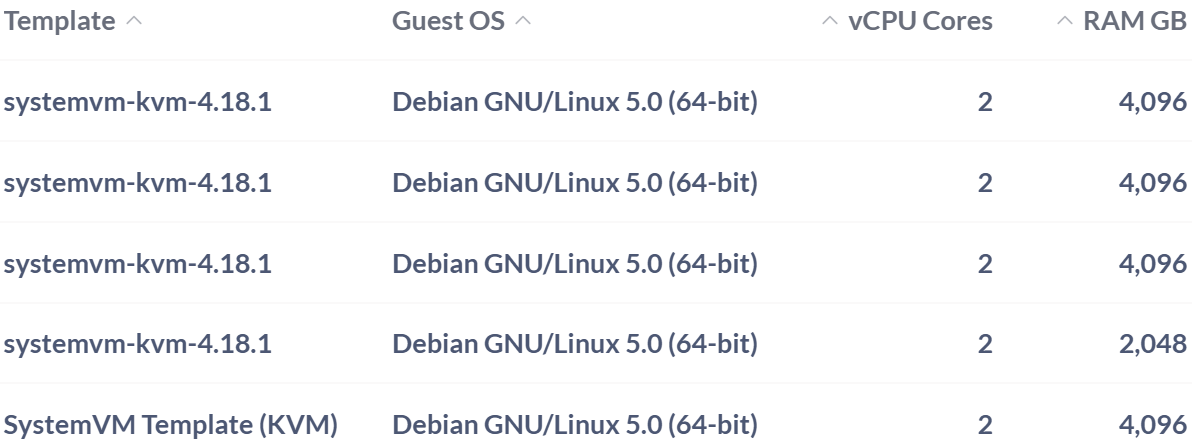 Template Guest OS vCPU Cores RAM GB
systemvm-kvm-4.18.1 Debian GNU/Linux 5.0 (64-bit) 2 4,096
systemvm-kvm-4.18.1 Debian GNU/Linux 5.0 (64-bit) 2 4,096
systemvm-kvm-4.18.1 Debian GNU/Linux 5.0 (64-bit) 2 4,096
systemvm-kvm-4.18.1 Debian GNU/Linux 5.0 (64-bit) 2 2,048
SystemVM Template (KVM) Debian GNU/Linux 5.0 (64-bit) 2 4,096